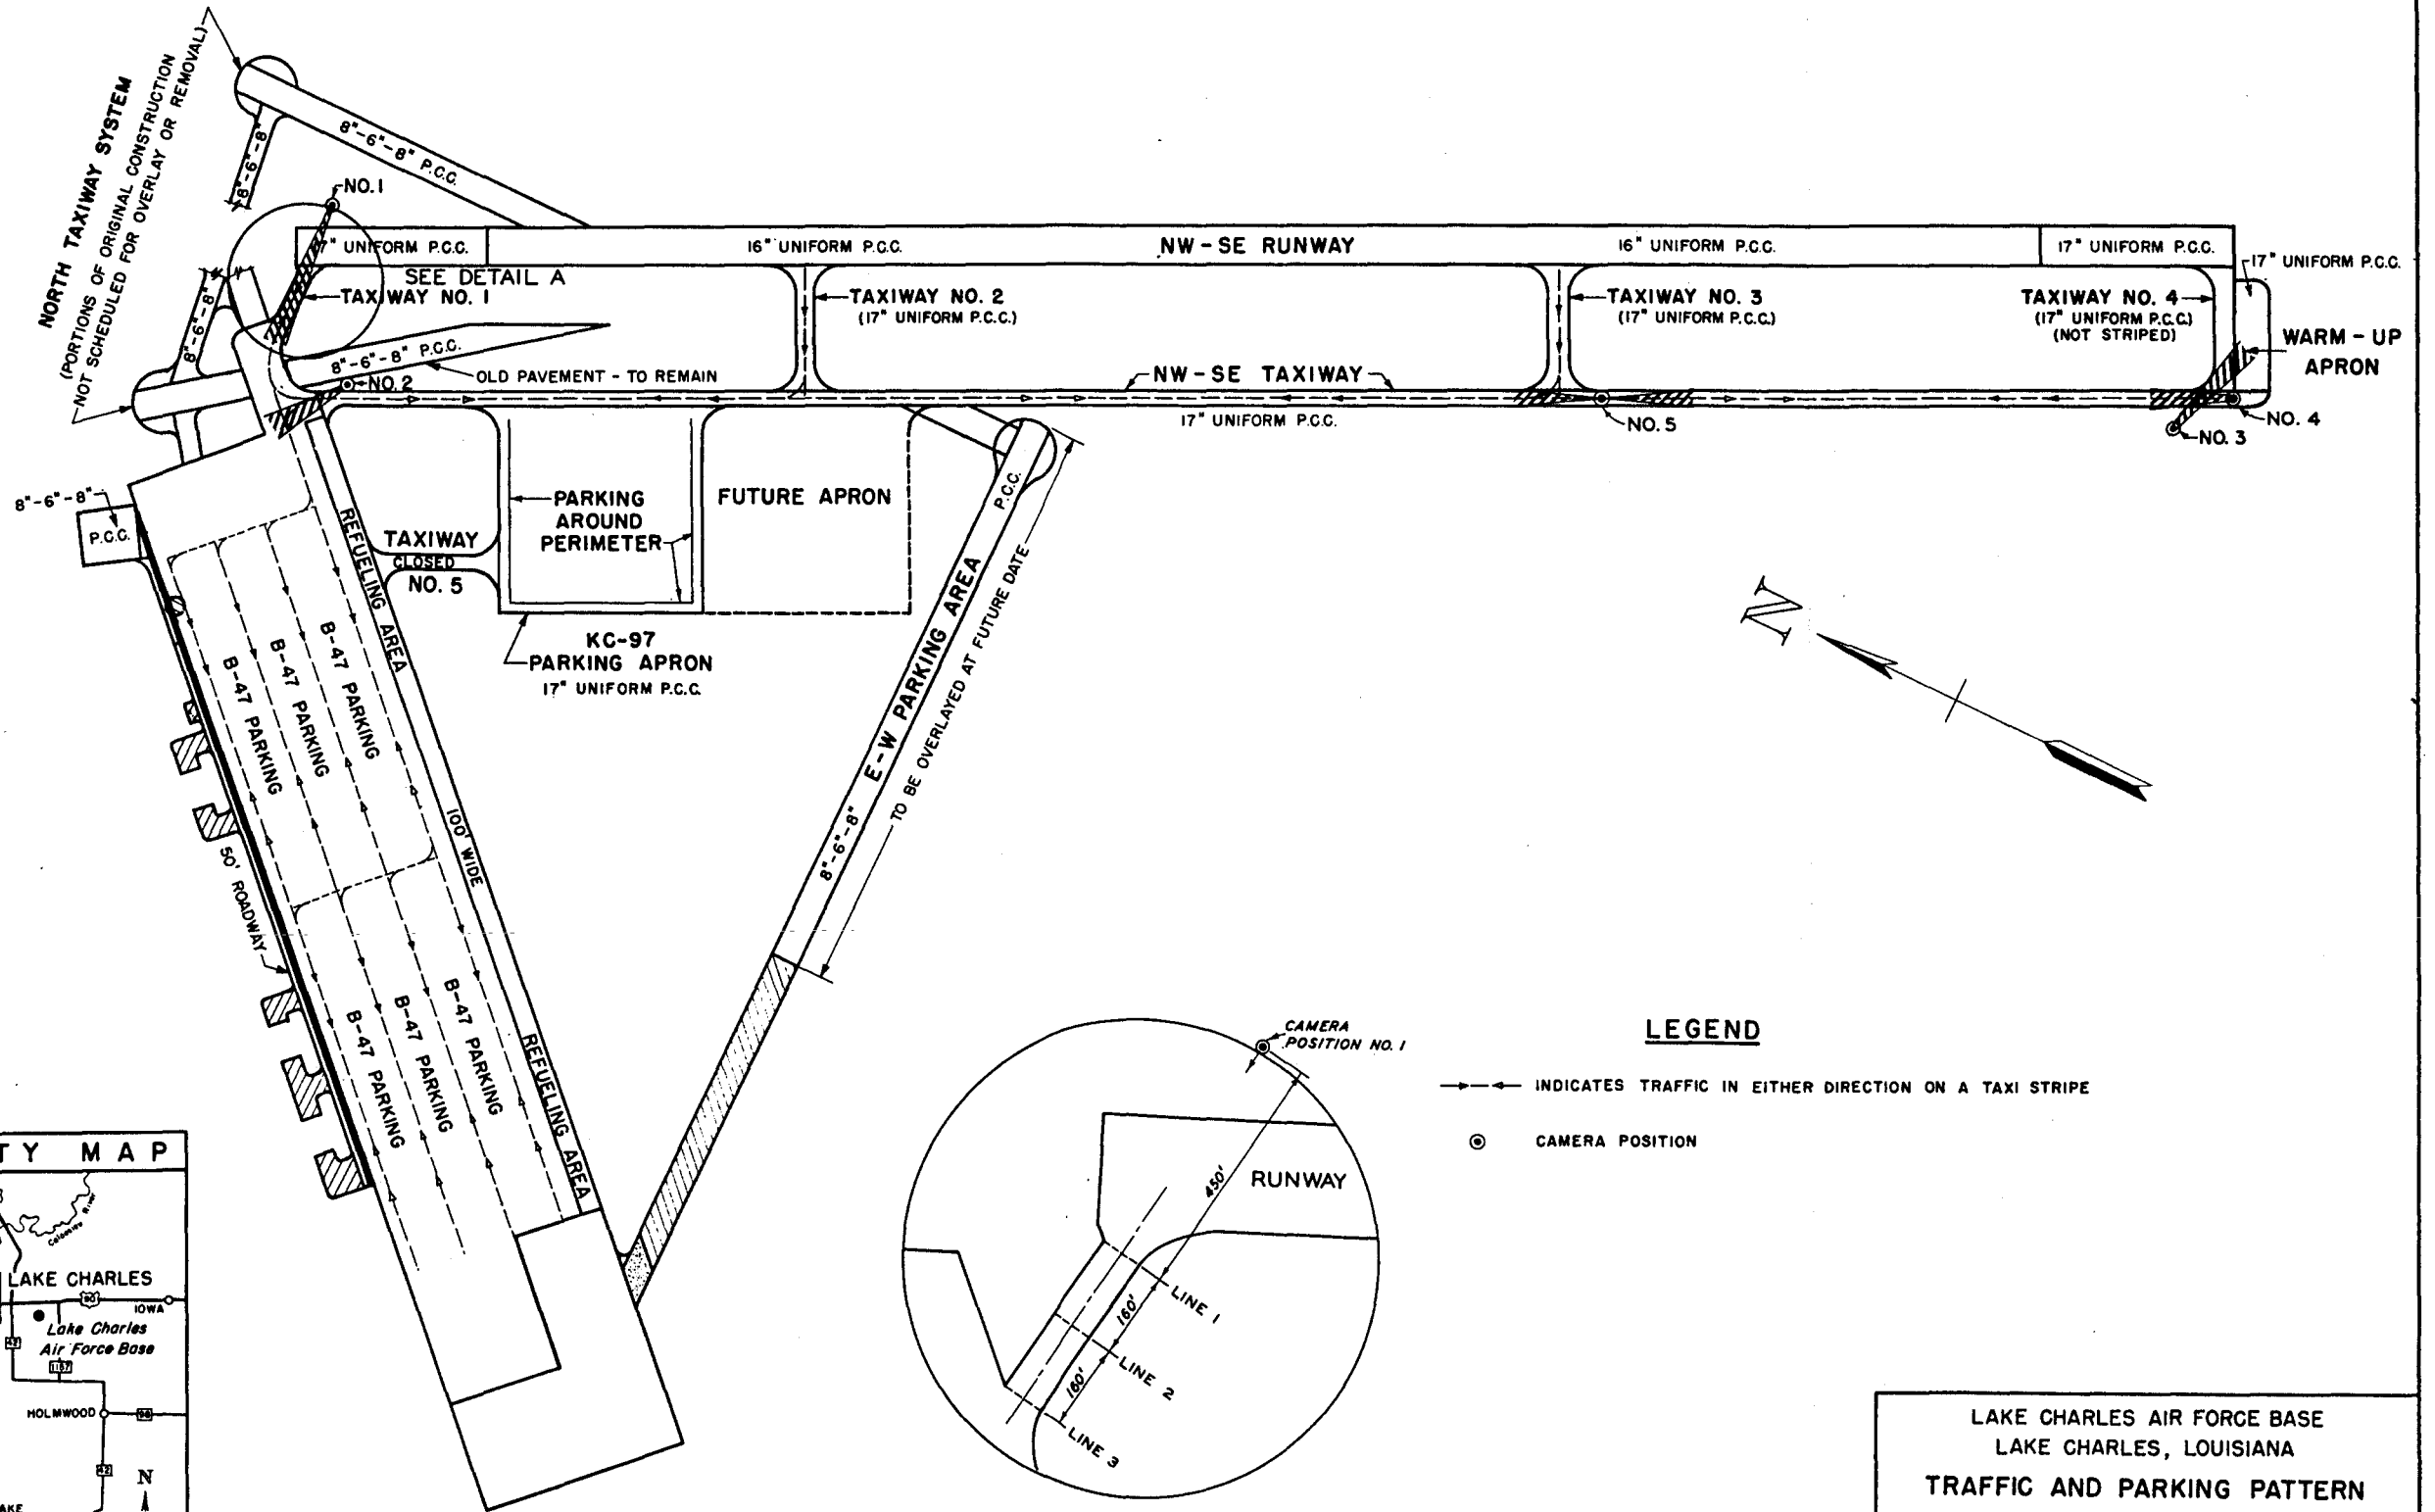 NORTH TAXIWAY SYSTEM
(PORTIONS OF ORIGINAL CONSTRUCTION
NOT SCHEDULED FOR OVERLAY OR REMOVAL)
8"-6"-8" P.C.C.
8"-6"-8"
NO. 1
17" UNIFORM P.C.C.
16" UNIFORM P.C.C.
NW-SE RUNWAY
16" UNIFORM P.C.C.
17" UNIFORM P.C.C.
17" UNIFORM P.C.C.
SEE DETAIL A
TAXIWAY NO. 1
TAXIWAY NO. 2
(17" UNIFORM P.C.C.)
TAXIWAY NO. 3
(17" UNIFORM P.C.C.)
TAXIWAY NO. 4
(17" UNIFORM P.C.C.)
(NOT STRIPED)
WARM-UP
APRON
8"-6"-8"
8"-6"-8" P.C.C.
OLD PAVEMENT - TO REMAIN
NO. 2
NW-SE TAXIWAY
17" UNIFORM P.C.C.
NO. 5
NO. 4
NO. 3
8"-6"-8"
P.C.C.
PARKING
AROUND
PERIMETER
FUTURE APRON
TAXIWAY
CLOSED
NO. 5
KC-97
PARKING APRON
17" UNIFORM P.C.C.
REFUELING AREA
100' WIDE
REFUELING AREA
B-47 PARKING
B-47 PARKING
B-47 PARKING
B-47 PARKING
B-47 PARKING
B-47 PARKING
50' ROADWAY
8"-6"-8" E-W PARKING AREA P.C.C.
TO BE OVERLAYED AT FUTURE DATE
N
CAMERA
POSITION NO. 1
450'
RUNWAY
160'
160'
LINE 1
LINE 2
LINE 3
LEGEND
INDICATES TRAFFIC IN EITHER DIRECTION ON A TAXI STRIPE
CAMERA POSITION
TY MAP
Calcasieu River
LAKE CHARLES
90
IOWA
Lake Charles
Air Force Base
1157
HOLMWOOD
42
N
AKE
LAKE CHARLES AIR FORCE BASE
LAKE CHARLES, LOUISIANA
TRAFFIC AND PARKING PATTERN